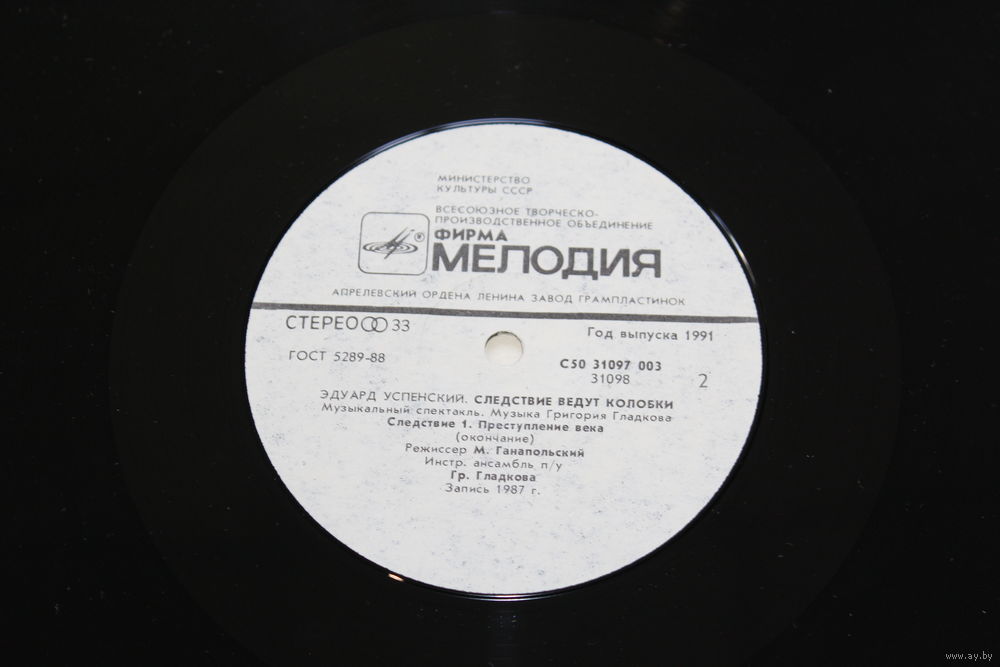 МИНИСТЕРСТВО
КУЛЬТУРЫ СССР
ВСЕСОЮЗНОЕ ТВОРЧЕСКО-
ПРОИЗВОДСТВЕННОЕ ОБЪЕДИНЕНИЕ
ФИРМА
МЕЛОДИЯ
®
АПРЕЛЕВСКИЙ ОРДЕНА ЛЕНИНА ЗАВОД ГРАМПЛАСТИНОК
СТЕРЕО 33
Год выпуска 1991
ГОСТ 5289-88
С50 31097 003
31098
2
ЭДУАРД УСПЕНСКИЙ. СЛЕДСТВИЕ ВЕДУТ КОЛОБКИ
Музыкальный спектакль. Музыка Григория Гладкова
Следствие 1. Преступление века
(окончание)
Режиссер М. Ганапольский
Инстр. ансамбль п/у
Гр. Гладкова
Запись 1987 г.
www.ay.by